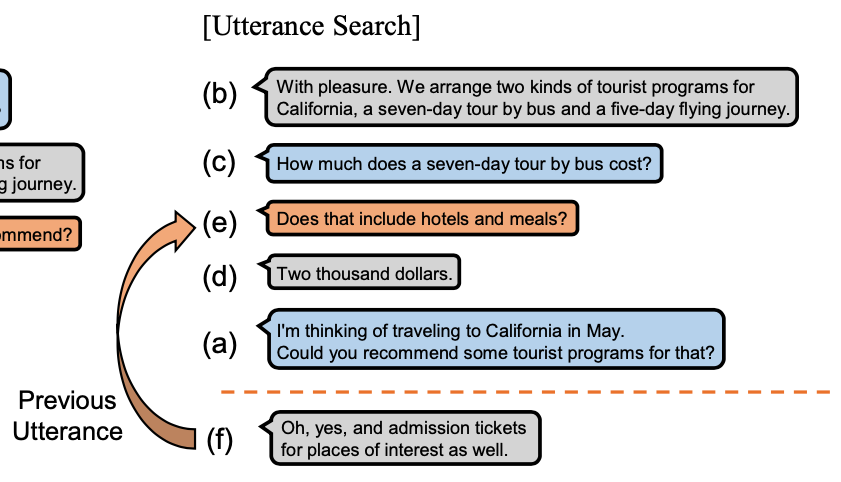 [Utterance Search]
(b)
With pleasure. We arrange two kinds of tourist programs for
California, a seven-day tour by bus and a five-day flying journey.
(c)
How much does a seven-day tour by bus cost?
for
journey.
(e)
Does that include hotels and meals?
(d)
Two thousand dollars.
(a)
I'm thinking of traveling to California in May.
Could you recommend some tourist programs for that?
Previous
Utterance
(f)
Oh, yes, and admission tickets
for places of interest as well.